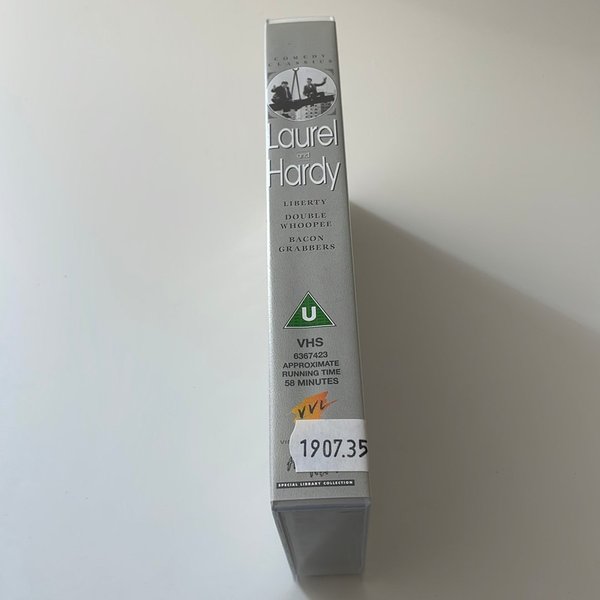 COMEDY
CLASSICS
Laurel
and
Hardy
LIBERTY
DOUBLE
WHOOPEE
BACON
GRABBERS
U
VHS
6367423
APPROXIMATE
RUNNING TIME
58 MINUTES
VVL
1907.35
SPECIAL LIBRARY COLLECTION